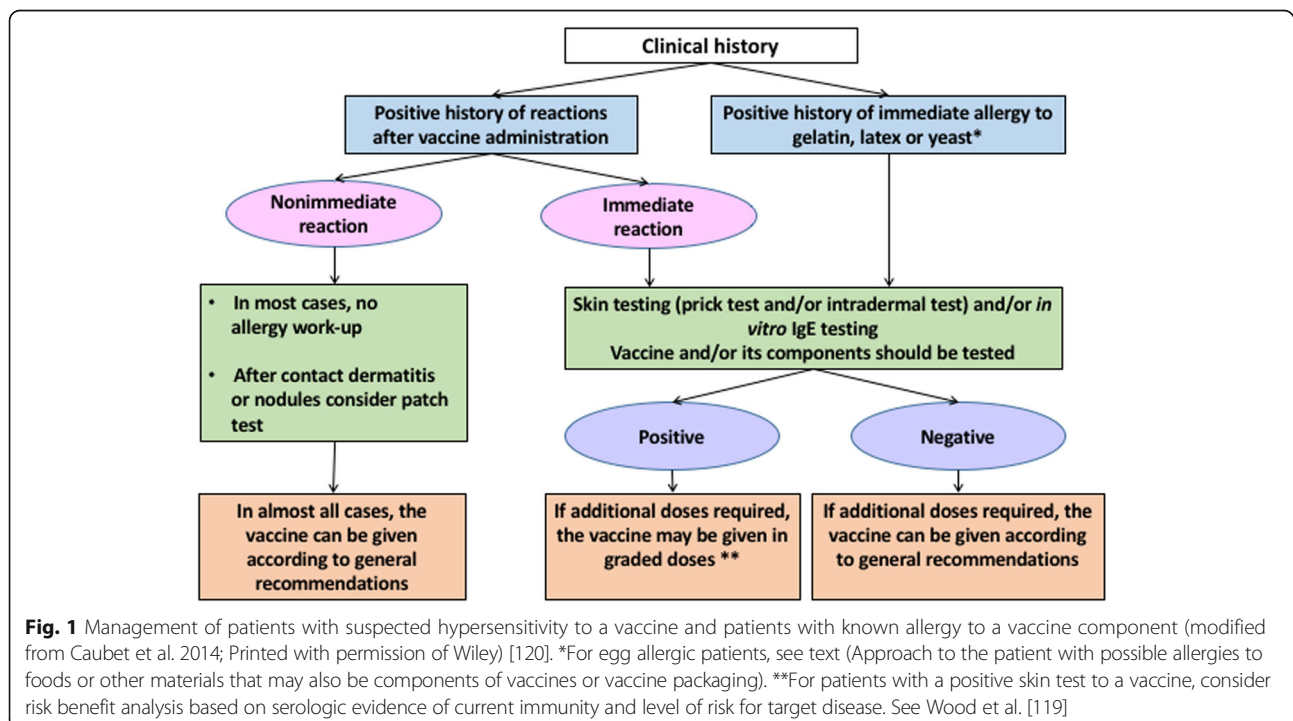 Clinical history
Positive history of reactions
after vaccine administration
Positive history of immediate allergy to
gelatin, latex or yeast*
Nonimmediate
reaction
Immediate
reaction
• In most cases, no
allergy work-up
• After contact dermatitis
or nodules consider patch
test
Skin testing (prick test and/or intradermal test) and/or in
vitro IgE testing
Vaccine and/or its components should be tested
Positive
Negative
In almost all cases, the
vaccine can be given
according to general
recommendations
If additional doses required,
the vaccine may be given in
graded doses **
If additional doses required, the
vaccine can be given according
to general recommendations
Fig. 1 Management of patients with suspected hypersensitivity to a vaccine and patients with known allergy to a vaccine component (modified
from Caubet et al. 2014; Printed with permission of Wiley) [120]. *For egg allergic patients, see text (Approach to the patient with possible allergies to
foods or other materials that may also be components of vaccines or vaccine packaging). **For patients with a positive skin test to a vaccine, consider
risk benefit analysis based on serologic evidence of current immunity and level of risk for target disease. See Wood et al. [119]